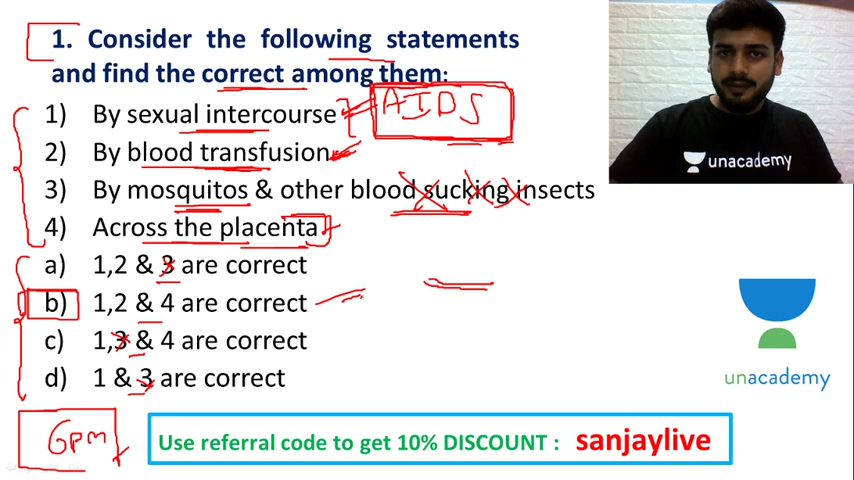 1. Consider the following statements
and find the correct among them:
1) By sexual intercourse
AIDS
2) By blood transfusion
3) By mosquitos & other blood sucking insects
4) Across the placenta
a) 1,2 & 3 are correct
b) 1,2 & 4 are correct
c) 1,3 & 4 are correct
d) 1 & 3 are correct
unacademy
unacademy
6pm
Use referral code to get 10% DISCOUNT : sanjaylive